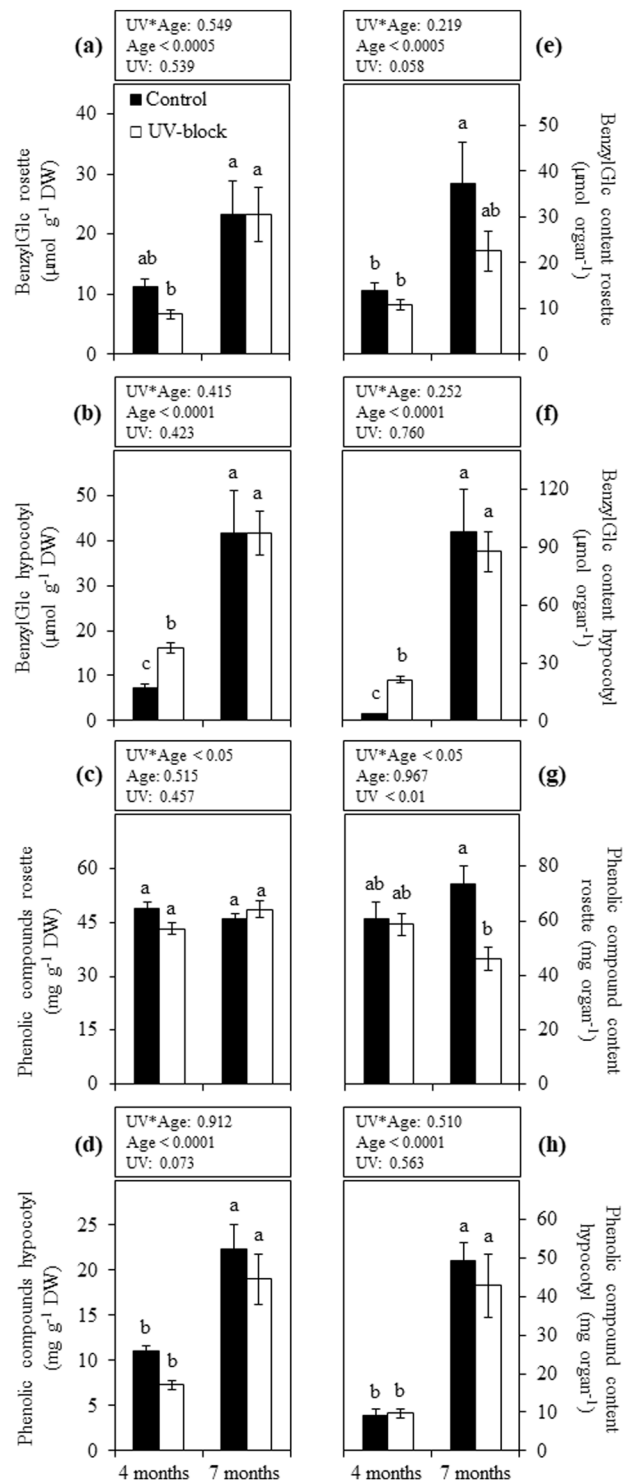 (a)
UV*Age: 0.549
Age < 0.0005
UV: 0.539
BenzylGlc rosette
(μmol g-1 DW)
40
30
20
10
0
Control
UV-block
ab
b
a
a
(e)
UV*Age: 0.219
Age < 0.0005
UV: 0.058
BenzylGlc content rosette
(μmol organ-1)
50
40
30
20
10
0
b
b
a
ab
(b)
UV*Age: 0.415
Age < 0.0001
UV: 0.423
BenzylGlc hypocotyl
(μmol g-1 DW)
50
40
30
20
10
0
c
b
a
a
(f)
UV*Age: 0.252
Age < 0.0001
UV: 0.760
BenzylGlc content hypocotyl
(μmol organ-1)
120
90
60
30
0
c
b
a
a
(c)
UV*Age < 0.05
Age: 0.515
UV: 0.457
Phenolic compounds rosette
(mg g-1 DW)
60
45
30
15
0
a
a
a
a
(g)
UV*Age < 0.05
Age: 0.967
UV < 0.01
Phenolic compound content
rosette (mg organ-1)
80
60
40
20
0
ab
ab
a
b
(d)
UV*Age: 0.912
Age < 0.0001
UV: 0.073
Phenolic compounds hypocotyl
(mg g-1 DW)
25
20
15
10
5
0
b
b
a
a
4 months
7 months
(h)
UV*Age: 0.510
Age < 0.0001
UV: 0.563
Phenolic compound content
hypocotyl (mg organ-1)
60
50
40
30
20
10
0
b
b
a
a
4 months
7 months